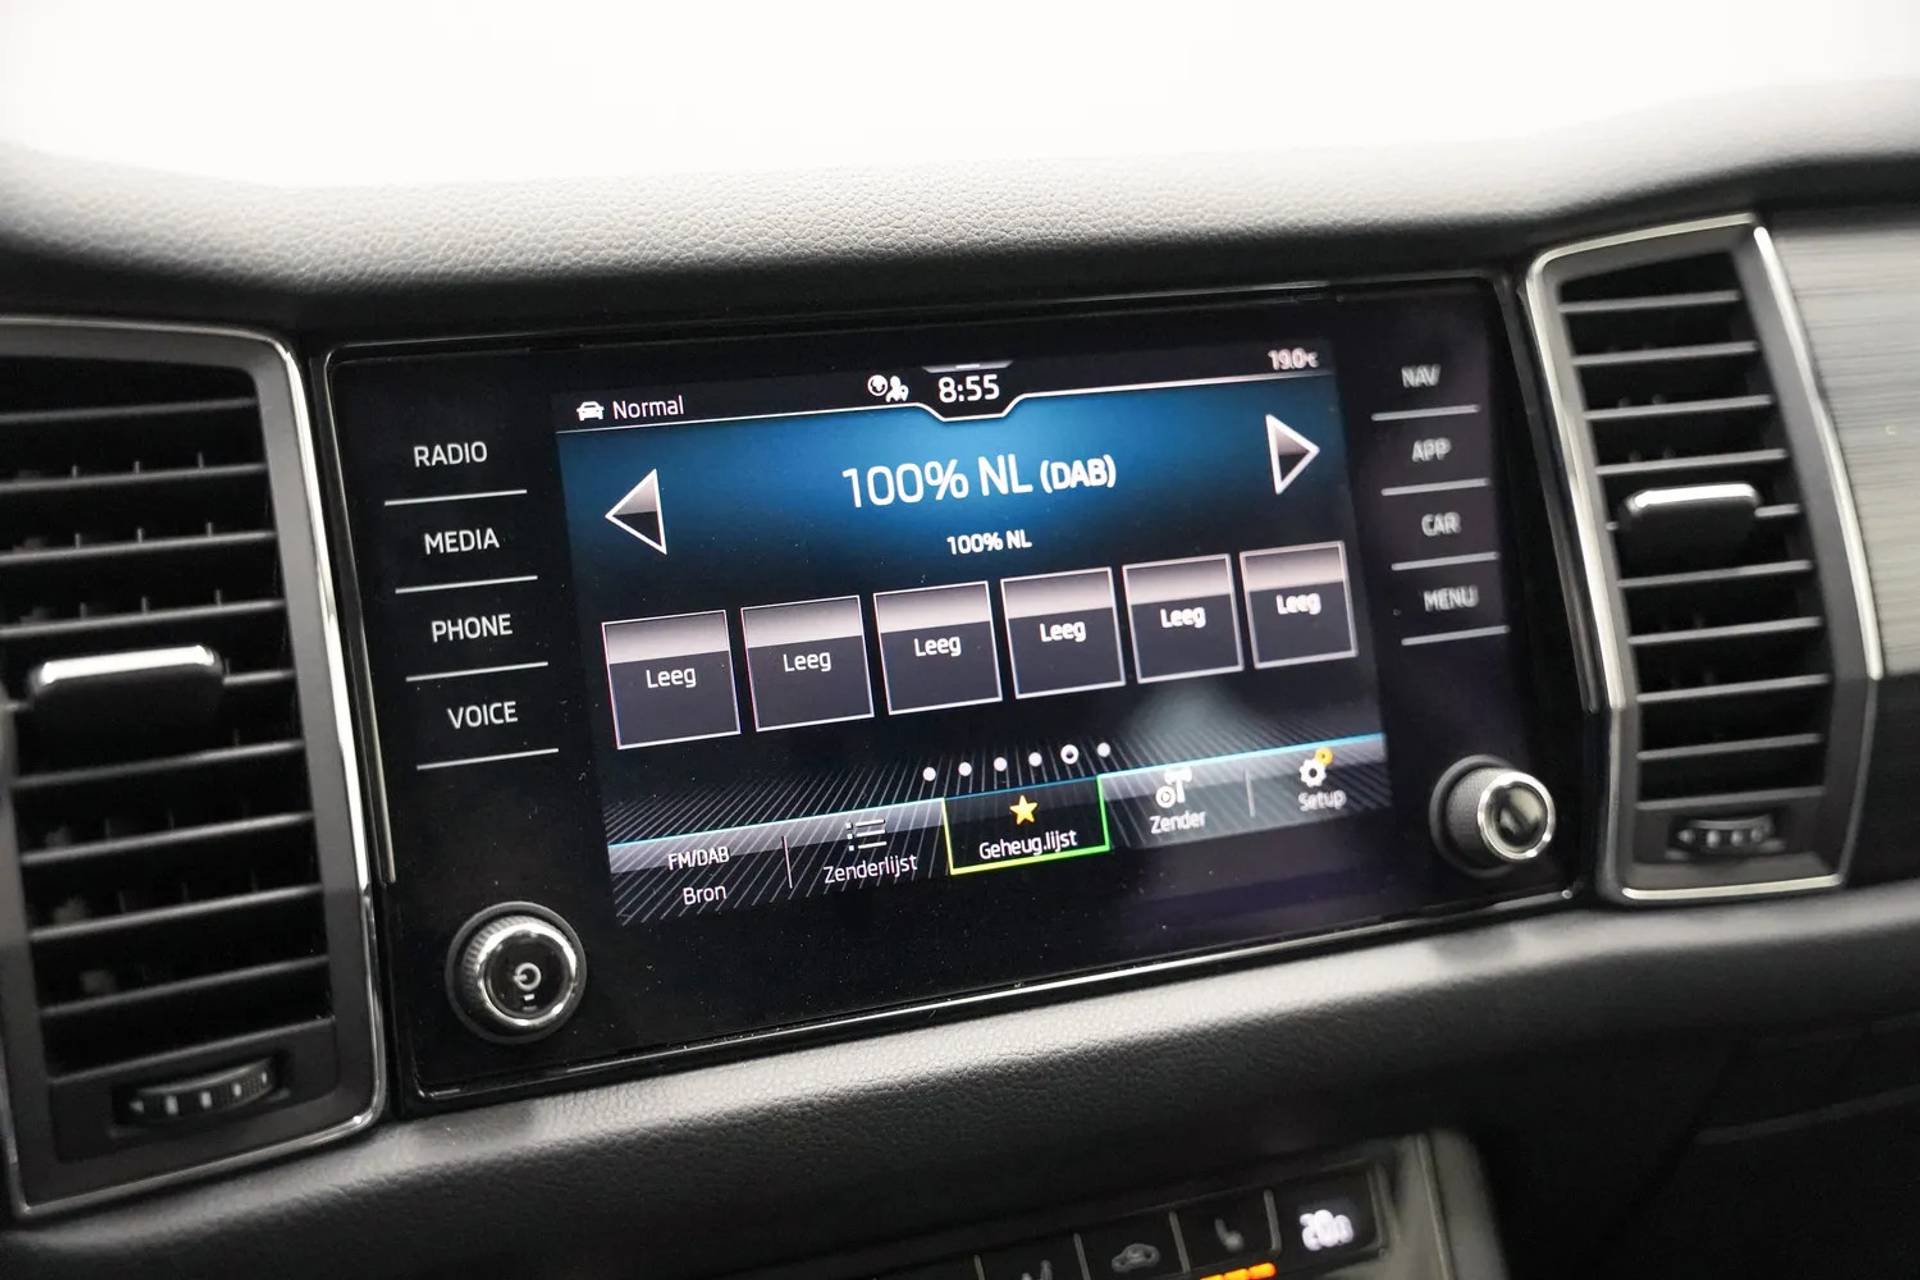 Normal
8:55
19.0°C
RADIO
MEDIA
PHONE
VOICE
100% NL (DAB)
100% NL
Leeg
Leeg
Leeg
Leeg
Leeg
Leeg
FM/DAB
Bron
Zenderlijst
Geheug.lijst
Zender
Setup
NAV
APP
CAR
MENU